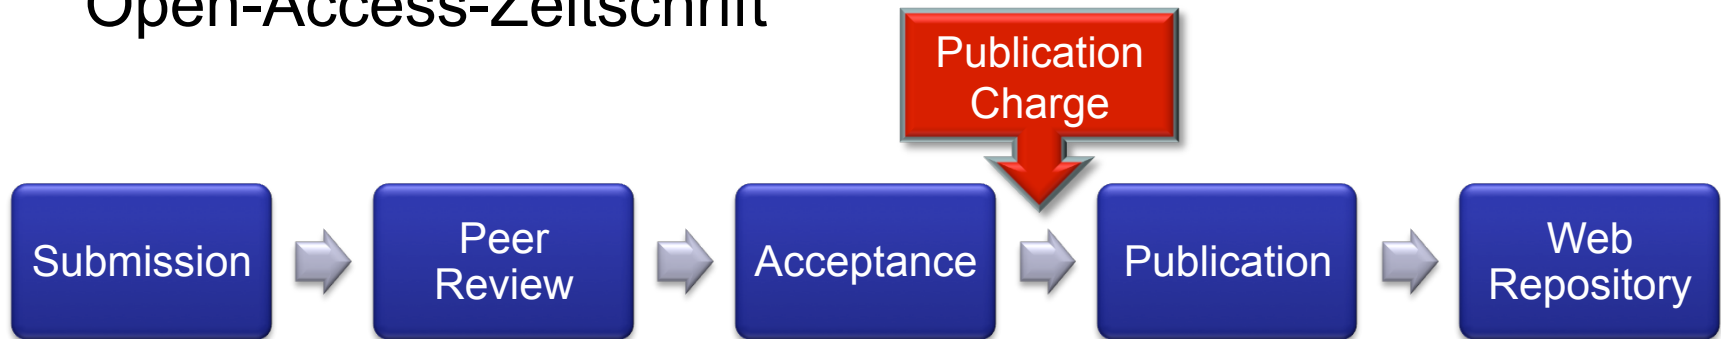 Open-Access-Zeitschrift
Publication
Charge
Submission
Peer
Review
Acceptance
Publication
Web
Repository